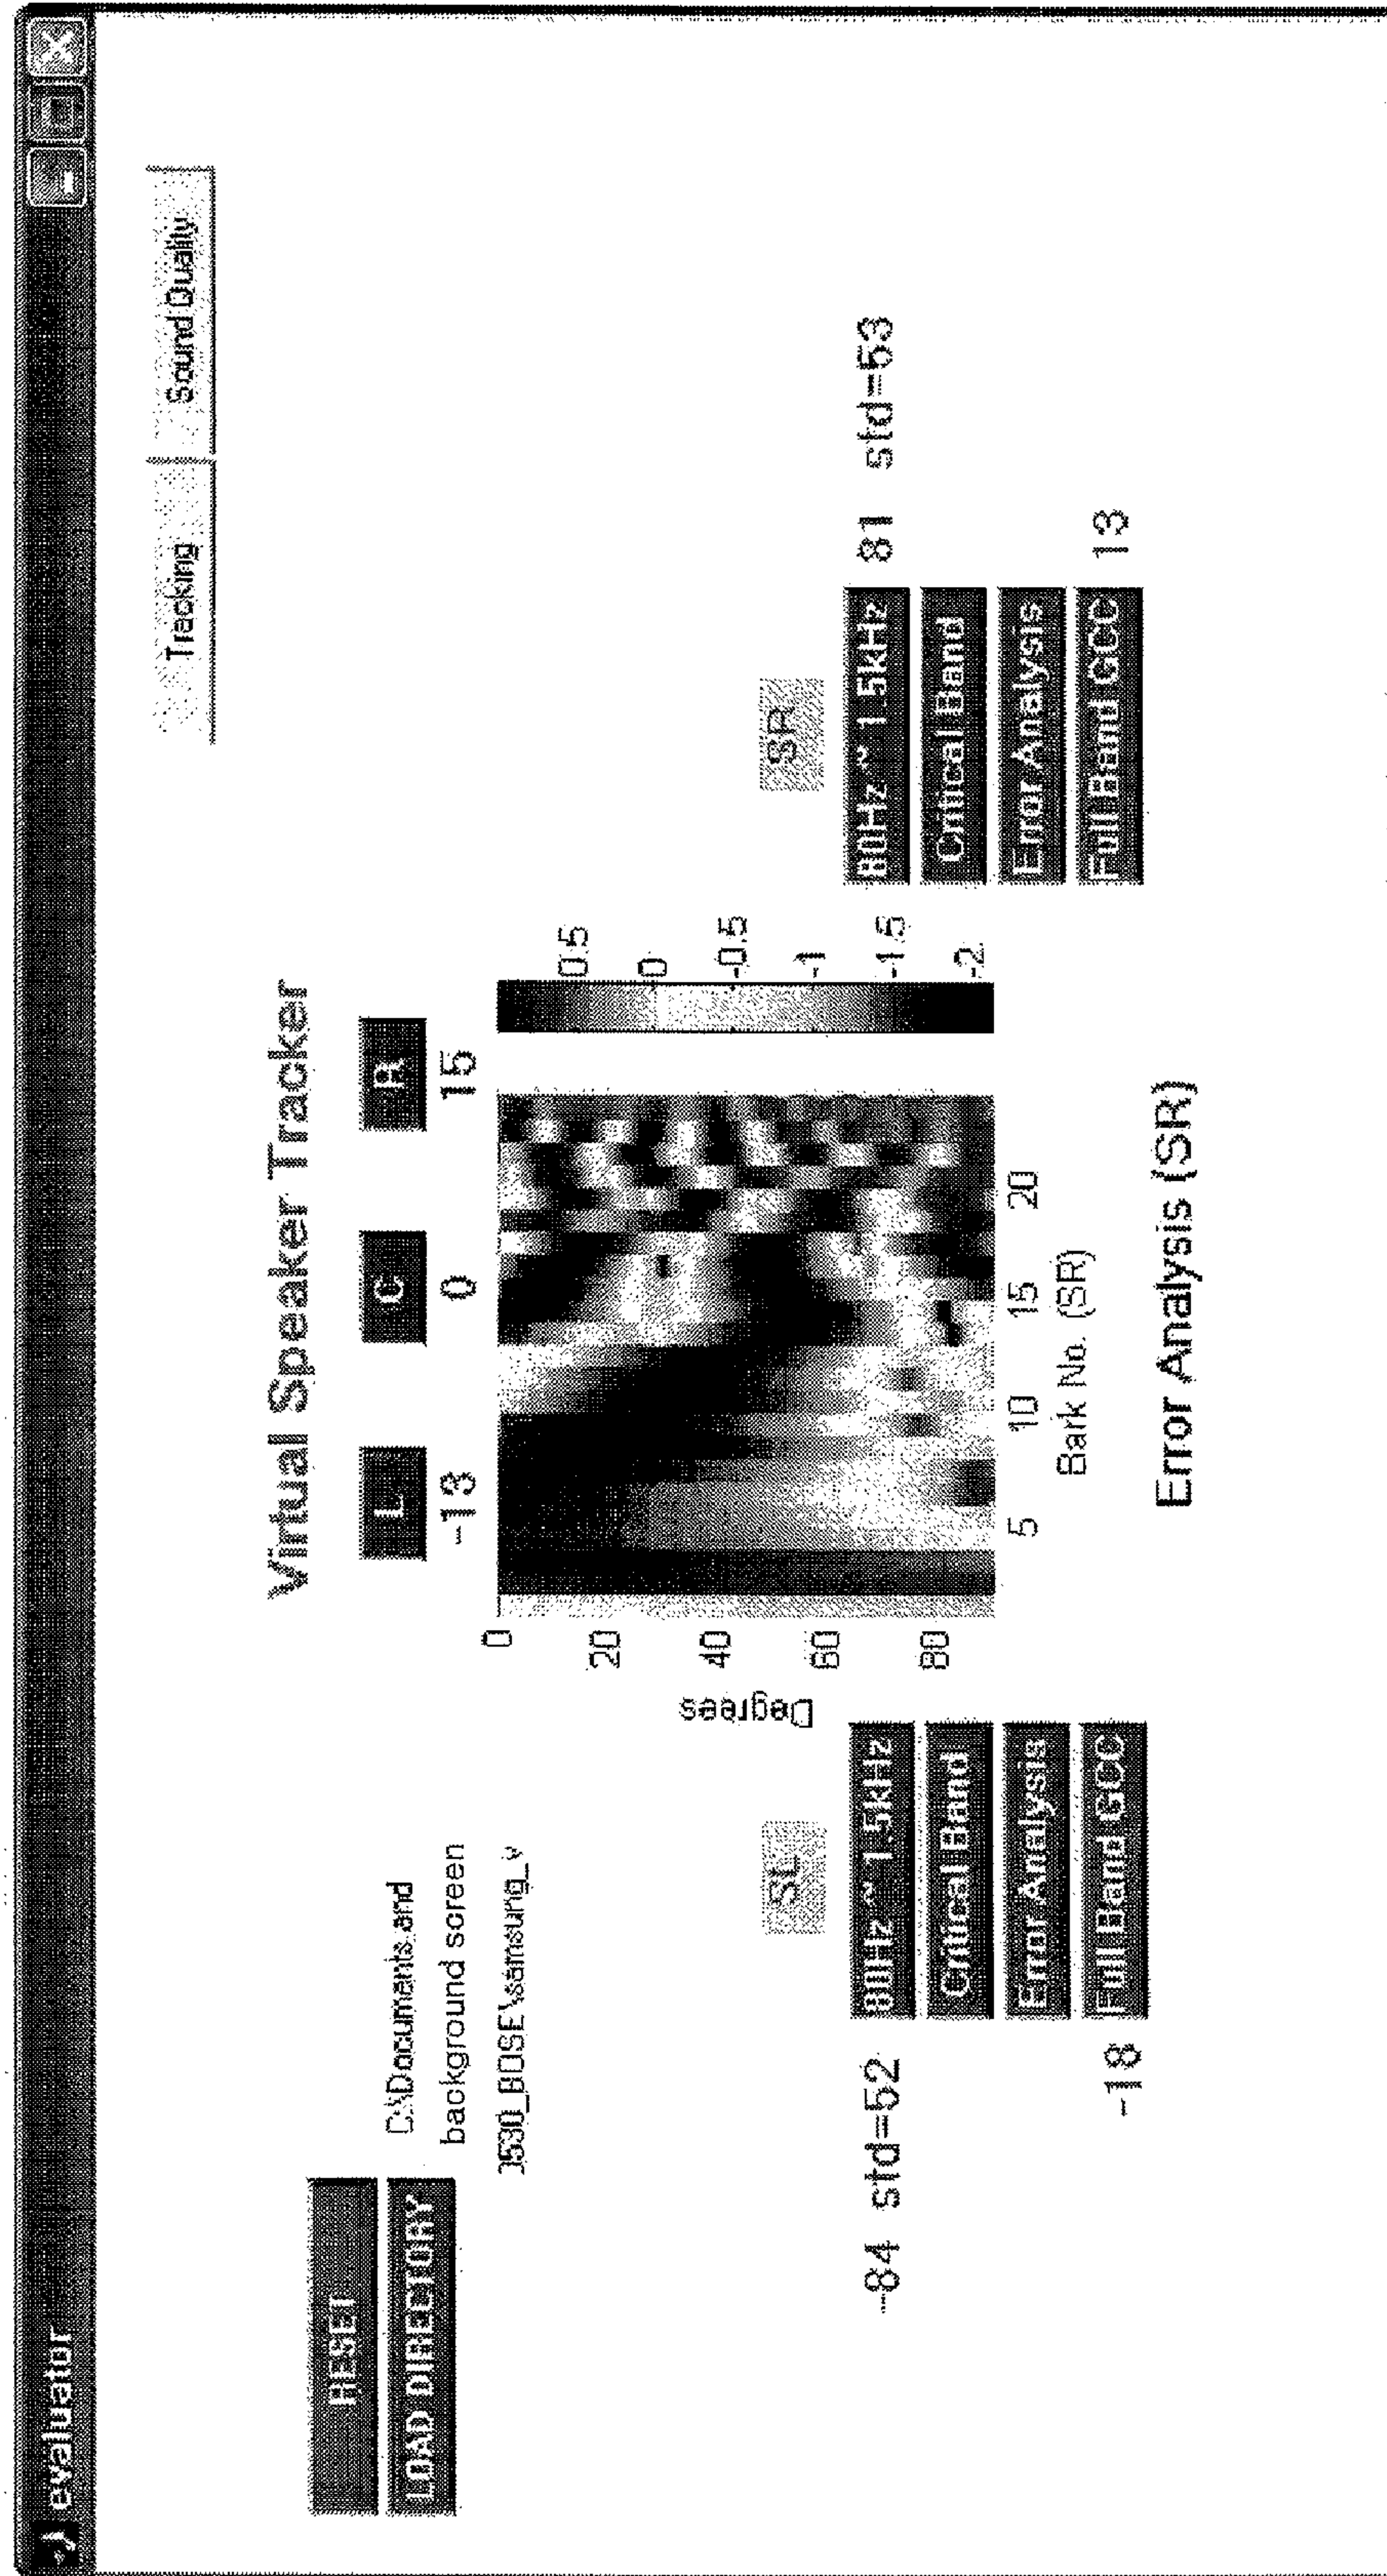 evaluator
Tracking
Sound Quality
Virtual Speaker Tracker
RESET
LOAD DIRECTORY
C:\Documents and
background screen
1530_BOSE\samsung_v
L
C
R
-13
0
15
0
20
40
60
80
Degrees
5
10
15
20
Bark No. (SR)
0.5
0
-0.5
-1
-1.5
-2
Error Analysis (SR)
SL
80Hz ~ 1.5kHz
Critical Band
Error Analysis
Full Band GCC
-84 std=52
-18
SR
80Hz ~ 1.5kHz
Critical Band
Error Analysis
Full Band GCC
81 std=53
13